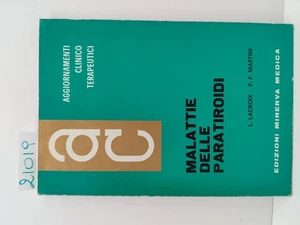 AGGIORNAMENTI
CLINICO
TERAPEUTICI
ac
MALATTIE
DELLE
PARATIROIDI
L. LACROIX P. F. MARTINI
EDIZIONI MINERVA MEDICA
21019